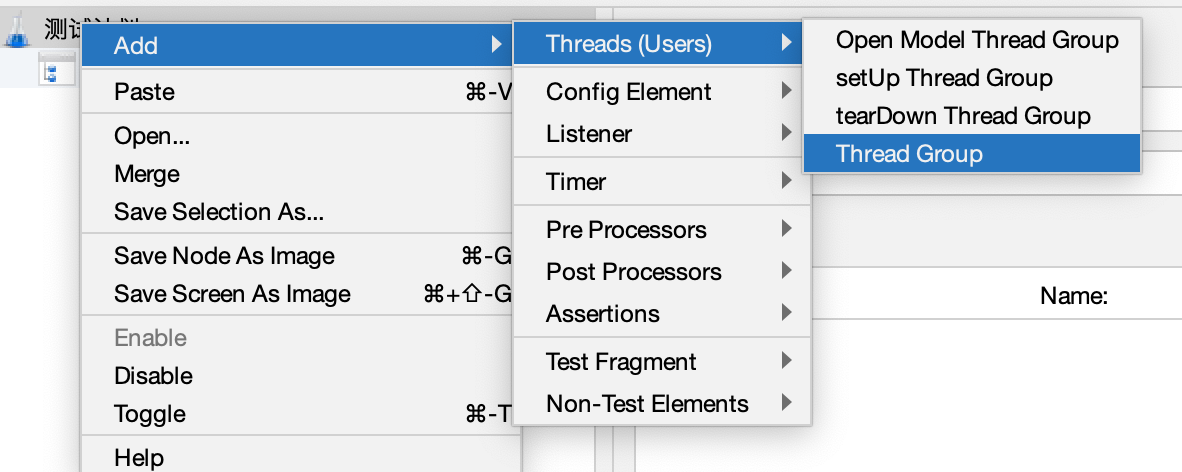 测试计划
Add
Paste ⌘-V
Open...
Merge
Save Selection As...
Save Node As Image ⌘-G
Save Screen As Image ⌘+⇧-G
Enable
Disable
Toggle ⌘-T
Help
Threads (Users)
Config Element
Listener
Timer
Pre Processors
Post Processors
Assertions
Test Fragment
Non-Test Elements
Open Model Thread Group
setUp Thread Group
tearDown Thread Group
Thread Group
Name: